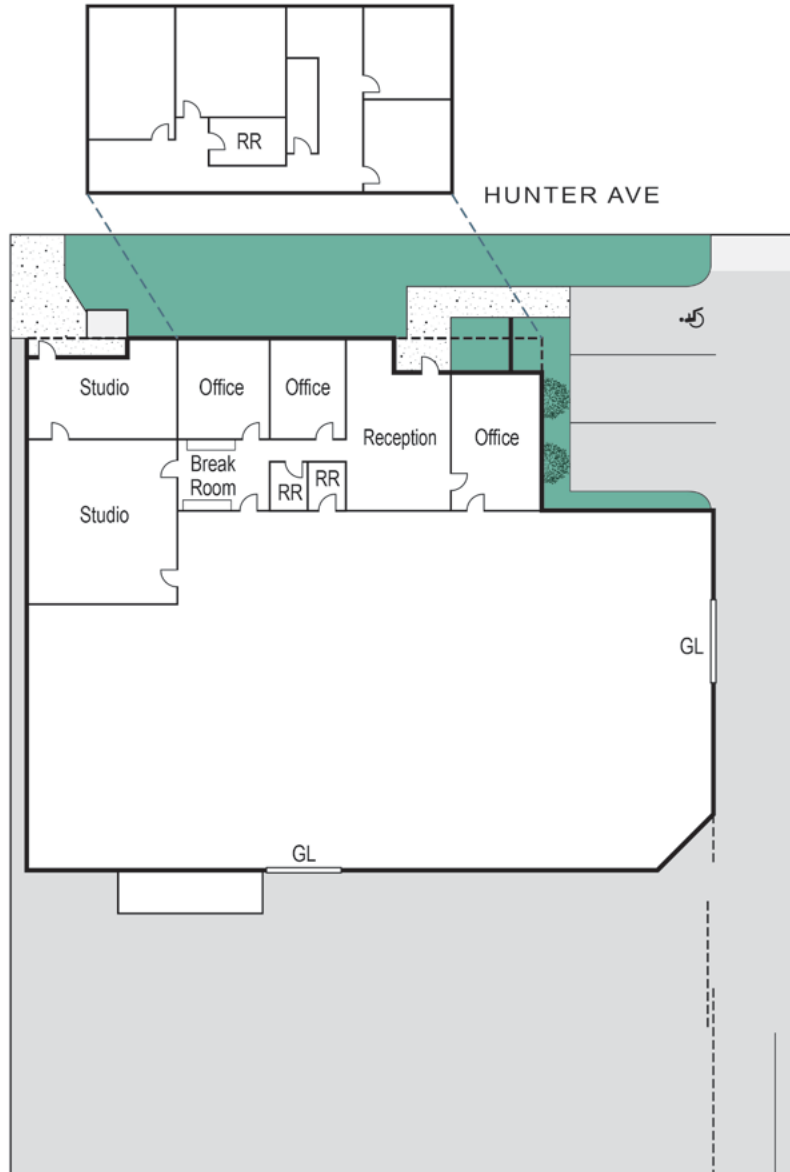 RR
HUNTER AVE
Studio
Office
Office
Reception
Office
Break
Room
RR
RR
Studio
GL
GL